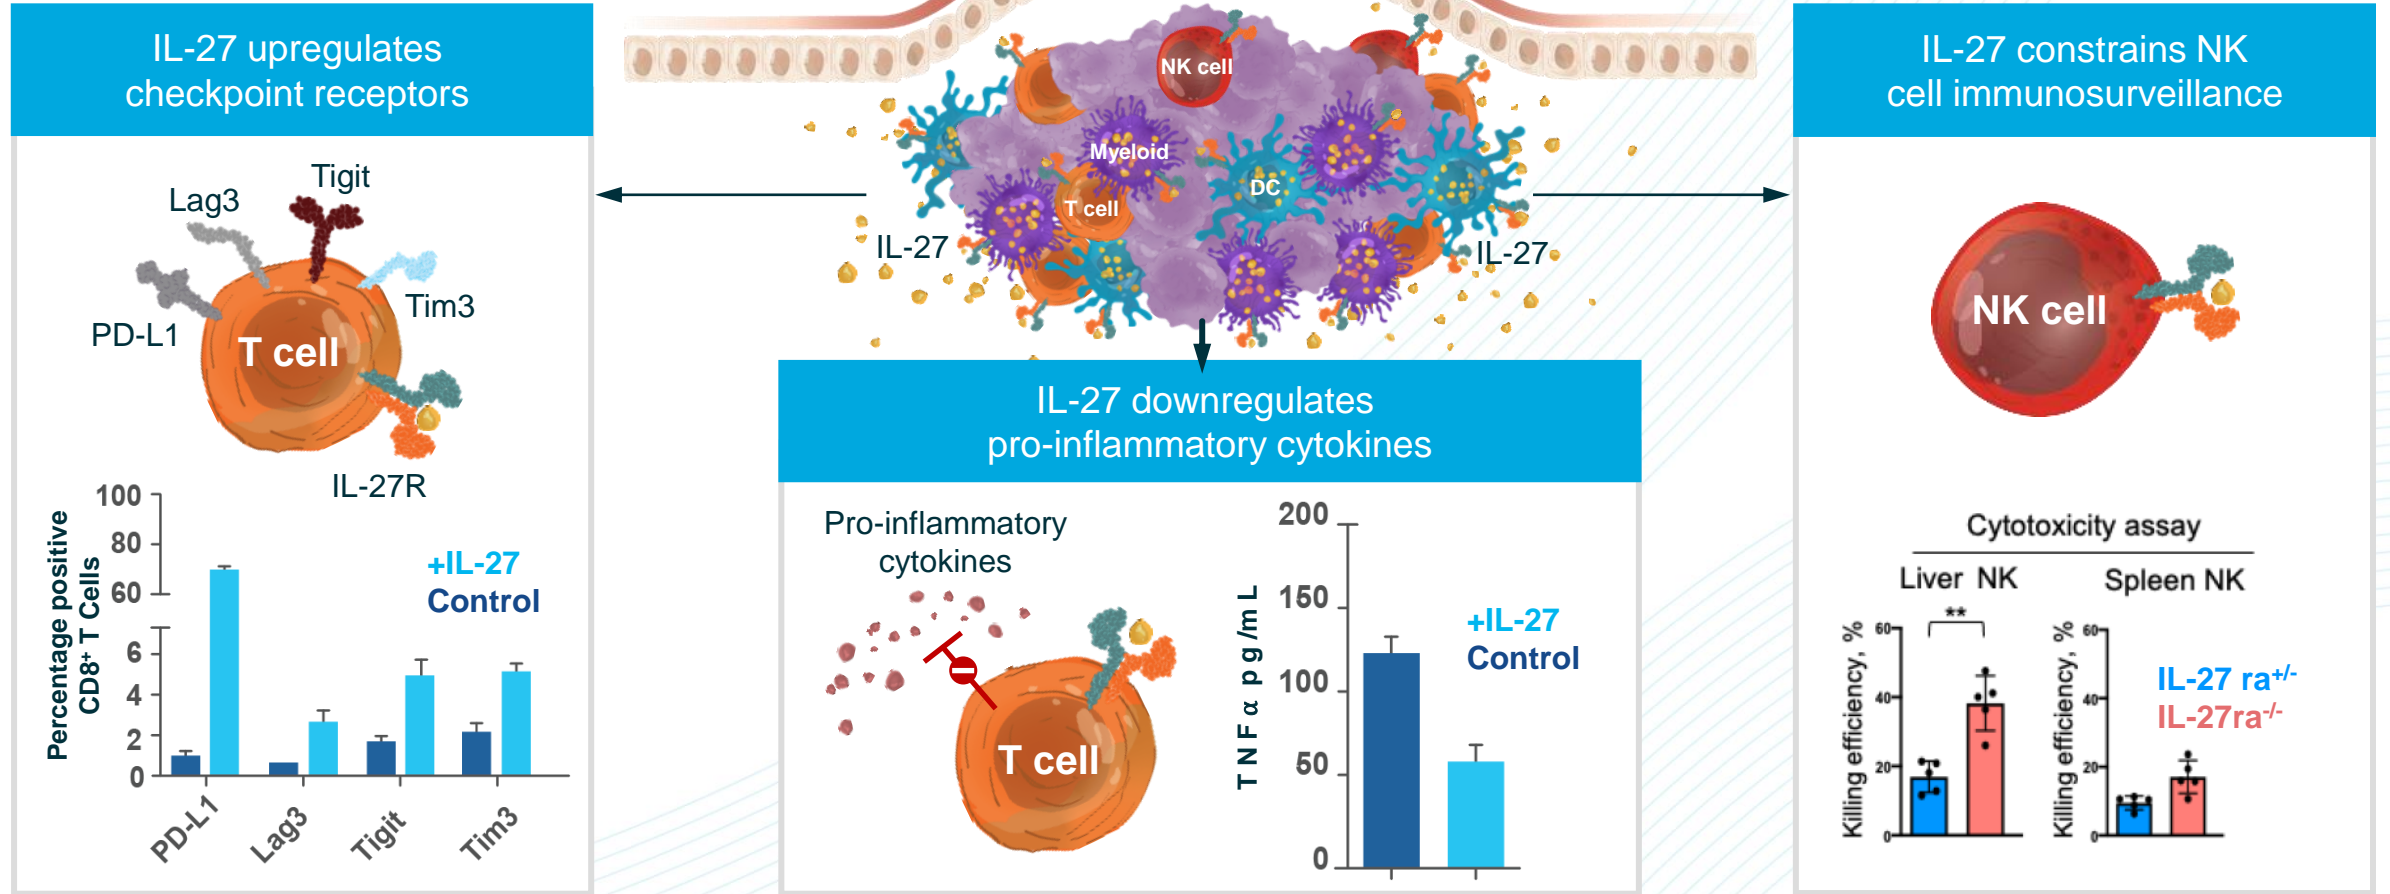 IL-27 upregulates
checkpoint receptors
Tigit
Lag3
Tim3
PD-L1
T cell
IL-27R
Percentage positive
CD8+ T Cells
100
80
60
6
4
2
0
+IL-27
Control
PD-L1
Lag3
Tigit
Tim3
NK cell
Myeloid
DC
T cell
IL-27
IL-27
IL-27 downregulates
pro-inflammatory cytokines
Pro-inflammatory
cytokines
T cell
TNFα pg/mL
200
150
100
50
0
+IL-27
Control
IL-27 constrains NK
cell immunosurveillance
NK cell
Cytotoxicity assay
Liver NK
Killing efficiency, %
60
40
20
0
**
Spleen NK
Killing efficiency, %
60
40
20
0
IL-27 ra+/-
IL-27ra-/-